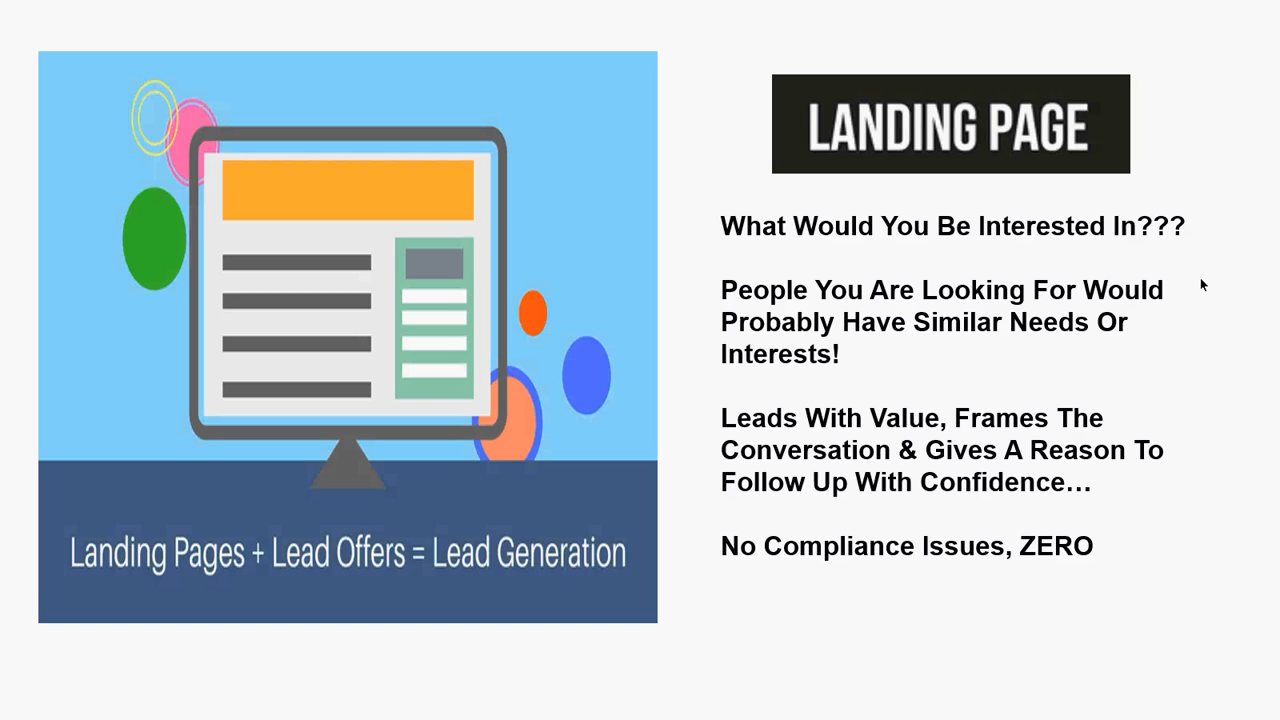 LANDING PAGE
What Would You Be Interested In???
People You Are Looking For Would
Probably Have Similar Needs Or
Interests!
Leads With Value, Frames The
Conversation & Gives A Reason To
Follow Up With Confidence…
No Compliance Issues, ZERO
Landing Pages + Lead Offers = Lead Generation